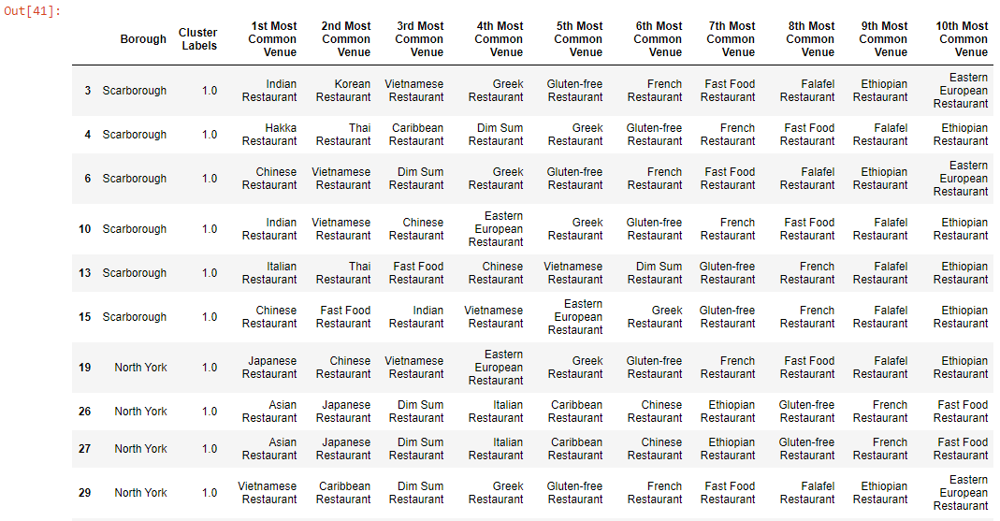 Out[41]:
Borough Cluster Labels 1st Most Common Venue 2nd Most Common Venue 3rd Most Common Venue 4th Most Common Venue 5th Most Common Venue 6th Most Common Venue 7th Most Common Venue 8th Most Common Venue 9th Most Common Venue 10th Most Common Venue
3 Scarborough 1.0 Indian Restaurant Korean Restaurant Vietnamese Restaurant Greek Restaurant Gluten-free Restaurant French Restaurant Fast Food Restaurant Falafel Restaurant Ethiopian Restaurant Eastern European Restaurant
4 Scarborough 1.0 Hakka Restaurant Thai Restaurant Caribbean Restaurant Dim Sum Restaurant Greek Restaurant Gluten-free Restaurant French Restaurant Fast Food Restaurant Falafel Restaurant Ethiopian Restaurant
6 Scarborough 1.0 Chinese Restaurant Vietnamese Restaurant Dim Sum Restaurant Greek Restaurant Gluten-free Restaurant French Restaurant Fast Food Restaurant Falafel Restaurant Ethiopian Restaurant Eastern European Restaurant
10 Scarborough 1.0 Indian Restaurant Vietnamese Restaurant Chinese Restaurant Eastern European Restaurant Greek Restaurant Gluten-free Restaurant French Restaurant Fast Food Restaurant Falafel Restaurant Ethiopian Restaurant
13 Scarborough 1.0 Italian Restaurant Thai Restaurant Fast Food Restaurant Chinese Restaurant Vietnamese Restaurant Dim Sum Restaurant Gluten-free Restaurant French Restaurant Falafel Restaurant Ethiopian Restaurant
15 Scarborough 1.0 Chinese Restaurant Fast Food Restaurant Indian Restaurant Vietnamese Restaurant Eastern European Restaurant Greek Restaurant Gluten-free Restaurant French Restaurant Falafel Restaurant Ethiopian Restaurant
19 North York 1.0 Japanese Restaurant Chinese Restaurant Vietnamese Restaurant Eastern European Restaurant Greek Restaurant Gluten-free Restaurant French Restaurant Fast Food Restaurant Falafel Restaurant Ethiopian Restaurant
26 North York 1.0 Asian Restaurant Japanese Restaurant Dim Sum Restaurant Italian Restaurant Caribbean Restaurant Chinese Restaurant Ethiopian Restaurant Gluten-free Restaurant French Restaurant Fast Food Restaurant
27 North York 1.0 Asian Restaurant Japanese Restaurant Dim Sum Restaurant Italian Restaurant Caribbean Restaurant Chinese Restaurant Ethiopian Restaurant Gluten-free Restaurant French Restaurant Fast Food Restaurant
29 North York 1.0 Vietnamese Restaurant Caribbean Restaurant Dim Sum Restaurant Greek Restaurant Gluten-free Restaurant French Restaurant Fast Food Restaurant Falafel Restaurant Ethiopian Restaurant Eastern European Restaurant